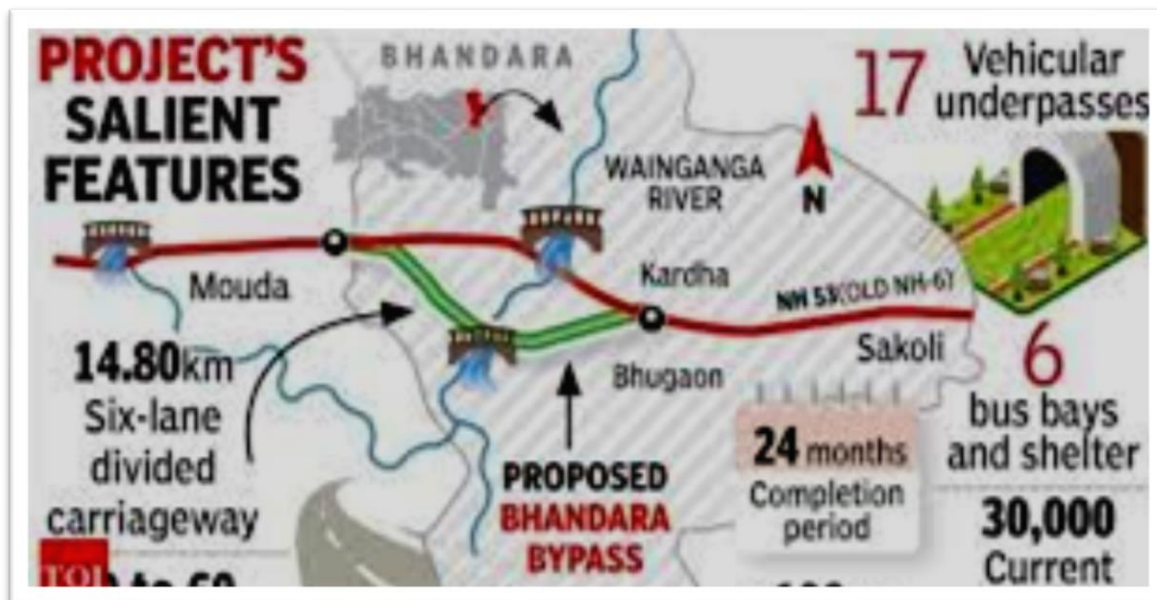 PROJECT'S
SALIENT
FEATURES
BHANDARA
17
Vehicular
underpasses
WAINGANGA
RIVER
N
Mouda
Kardha
NH 53(OLD NH-6)
Sakoli
Bhugaon
14.80km
Six-lane
divided
carriageway
PROPOSED
BHANDARA
BYPASS
24 months
Completion
period
6
bus bays
and shelter
30,000
Current
TOI